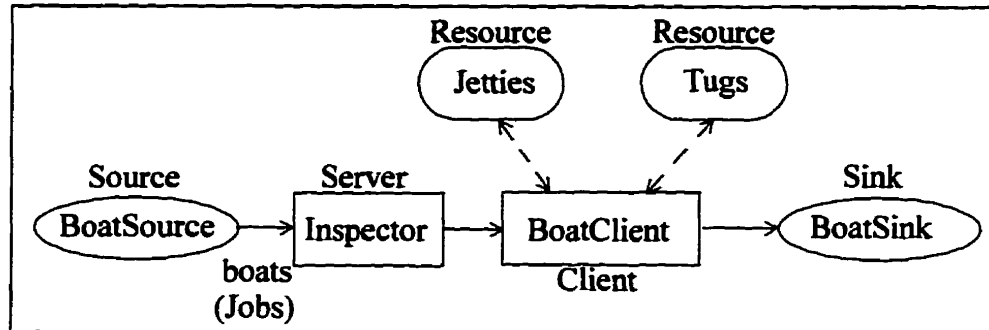 Resource
Resource
Jetties
Tugs
Source
Server
Sink
BoatSource
Inspector
BoatClient
BoatSink
boats
(Jobs)
Client